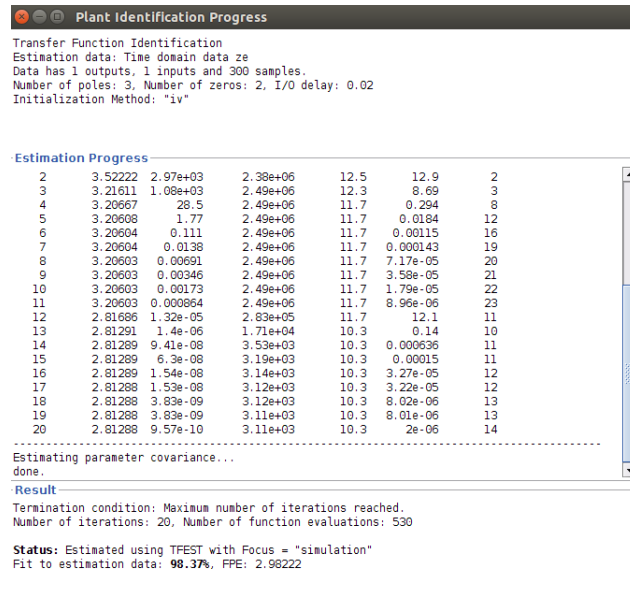 Plant Identification Progress
Transfer Function Identification
Estimation data: Time domain data ze
Data has 1 outputs, 1 inputs and 300 samples.
Number of poles: 3, Number of zeros: 2, I/O delay: 0.02
Initialization Method: "iv"
Estimation Progress
2 3.52222 2.97e+03 2.38e+06 12.5 12.9 2
3 3.21611 1.08e+03 2.49e+06 12.3 8.69 3
4 3.20667 28.5 2.49e+06 11.7 0.294 8
5 3.20608 1.77 2.49e+06 11.7 0.0184 12
6 3.20604 0.111 2.49e+06 11.7 0.00115 16
7 3.20604 0.0138 2.49e+06 11.7 0.000143 19
8 3.20603 0.00691 2.49e+06 11.7 7.17e-05 20
9 3.20603 0.00346 2.49e+06 11.7 3.58e-05 21
10 3.20603 0.00173 2.49e+06 11.7 1.79e-05 22
11 3.20603 0.000864 2.49e+06 11.7 8.96e-06 23
12 2.81686 1.32e-05 2.83e+05 11.7 12.1 11
13 2.81291 1.4e-06 1.71e+04 10.3 0.14 10
14 2.81289 9.41e-08 3.53e+03 10.3 0.000636 11
15 2.81289 6.3e-08 3.19e+03 10.3 0.00015 11
16 2.81289 1.54e-08 3.14e+03 10.3 3.27e-05 12
17 2.81288 1.53e-08 3.12e+03 10.3 3.22e-05 12
18 2.81288 3.83e-09 3.12e+03 10.3 8.02e-06 13
19 2.81288 3.83e-09 3.11e+03 10.3 8.01e-06 13
20 2.81288 9.57e-10 3.11e+03 10.3 2e-06 14
------------------------------------------------------------------------------------------
Estimating parameter covariance...
done.
Result
Termination condition: Maximum number of iterations reached.
Number of iterations: 20, Number of function evaluations: 530
Status: Estimated using TFEST with Focus = "simulation"
Fit to estimation data: 98.37%, FPE: 2.98222